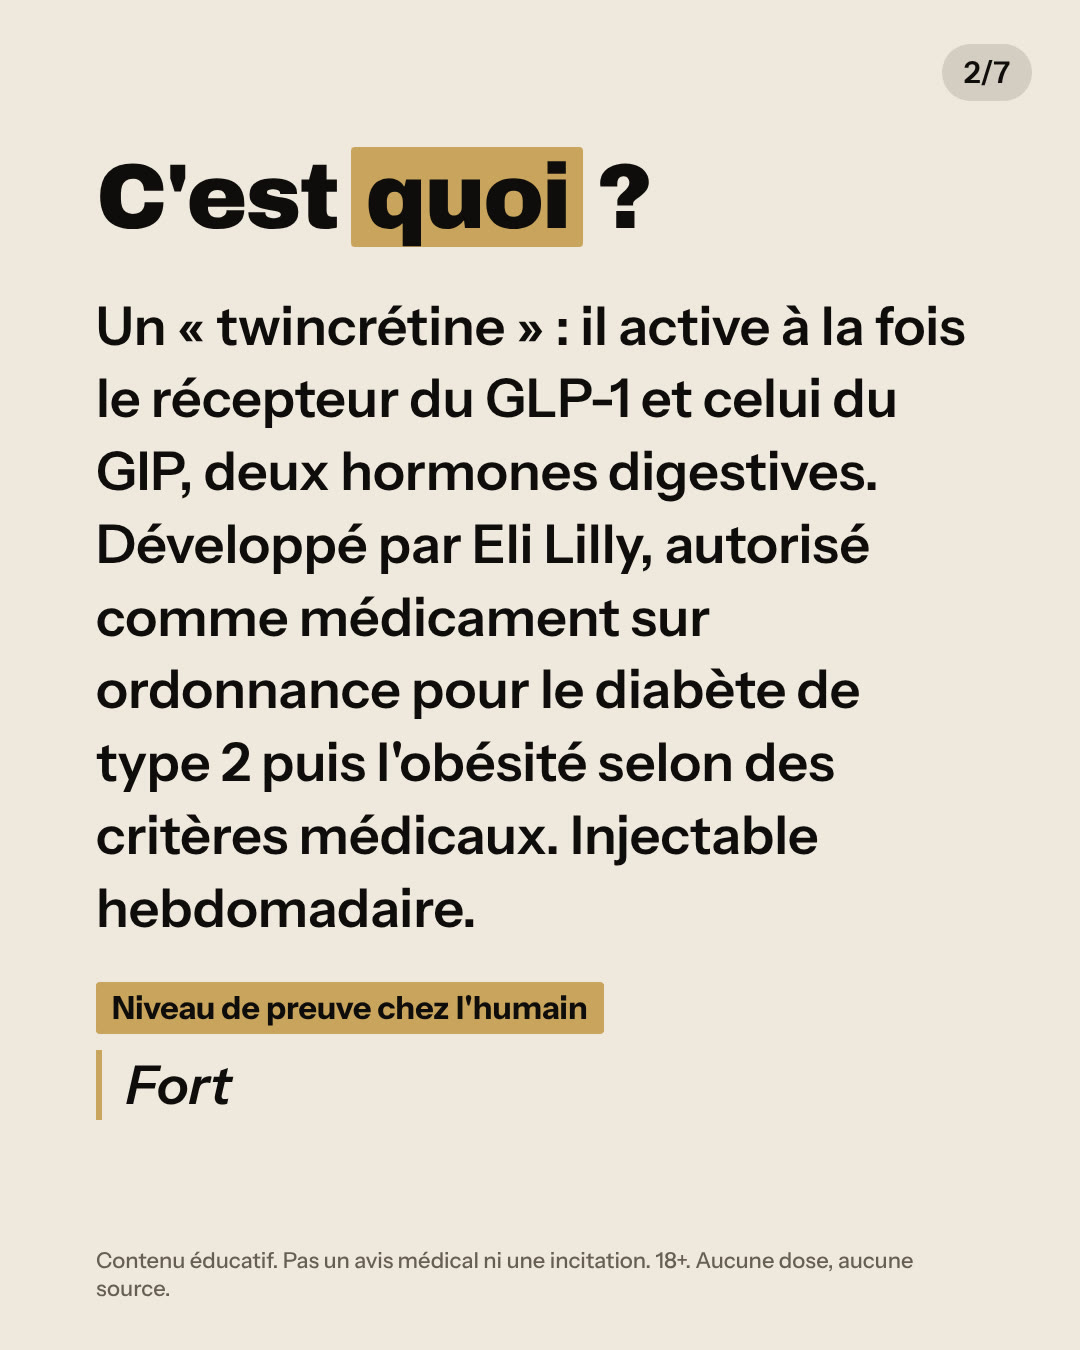 2/7
C'est quoi ?
Un « twincrétine » : il active à la fois
le récepteur du GLP-1 et celui du
GIP, deux hormones digestives.
Développé par Eli Lilly, autorisé
comme médicament sur
ordonnance pour le diabète de
type 2 puis l'obésité selon des
critères médicaux. Injectable
hebdomadaire.
Niveau de preuve chez l'humain
Fort
Contenu éducatif. Pas un avis médical ni une incitation. 18+. Aucune dose, aucune
source.